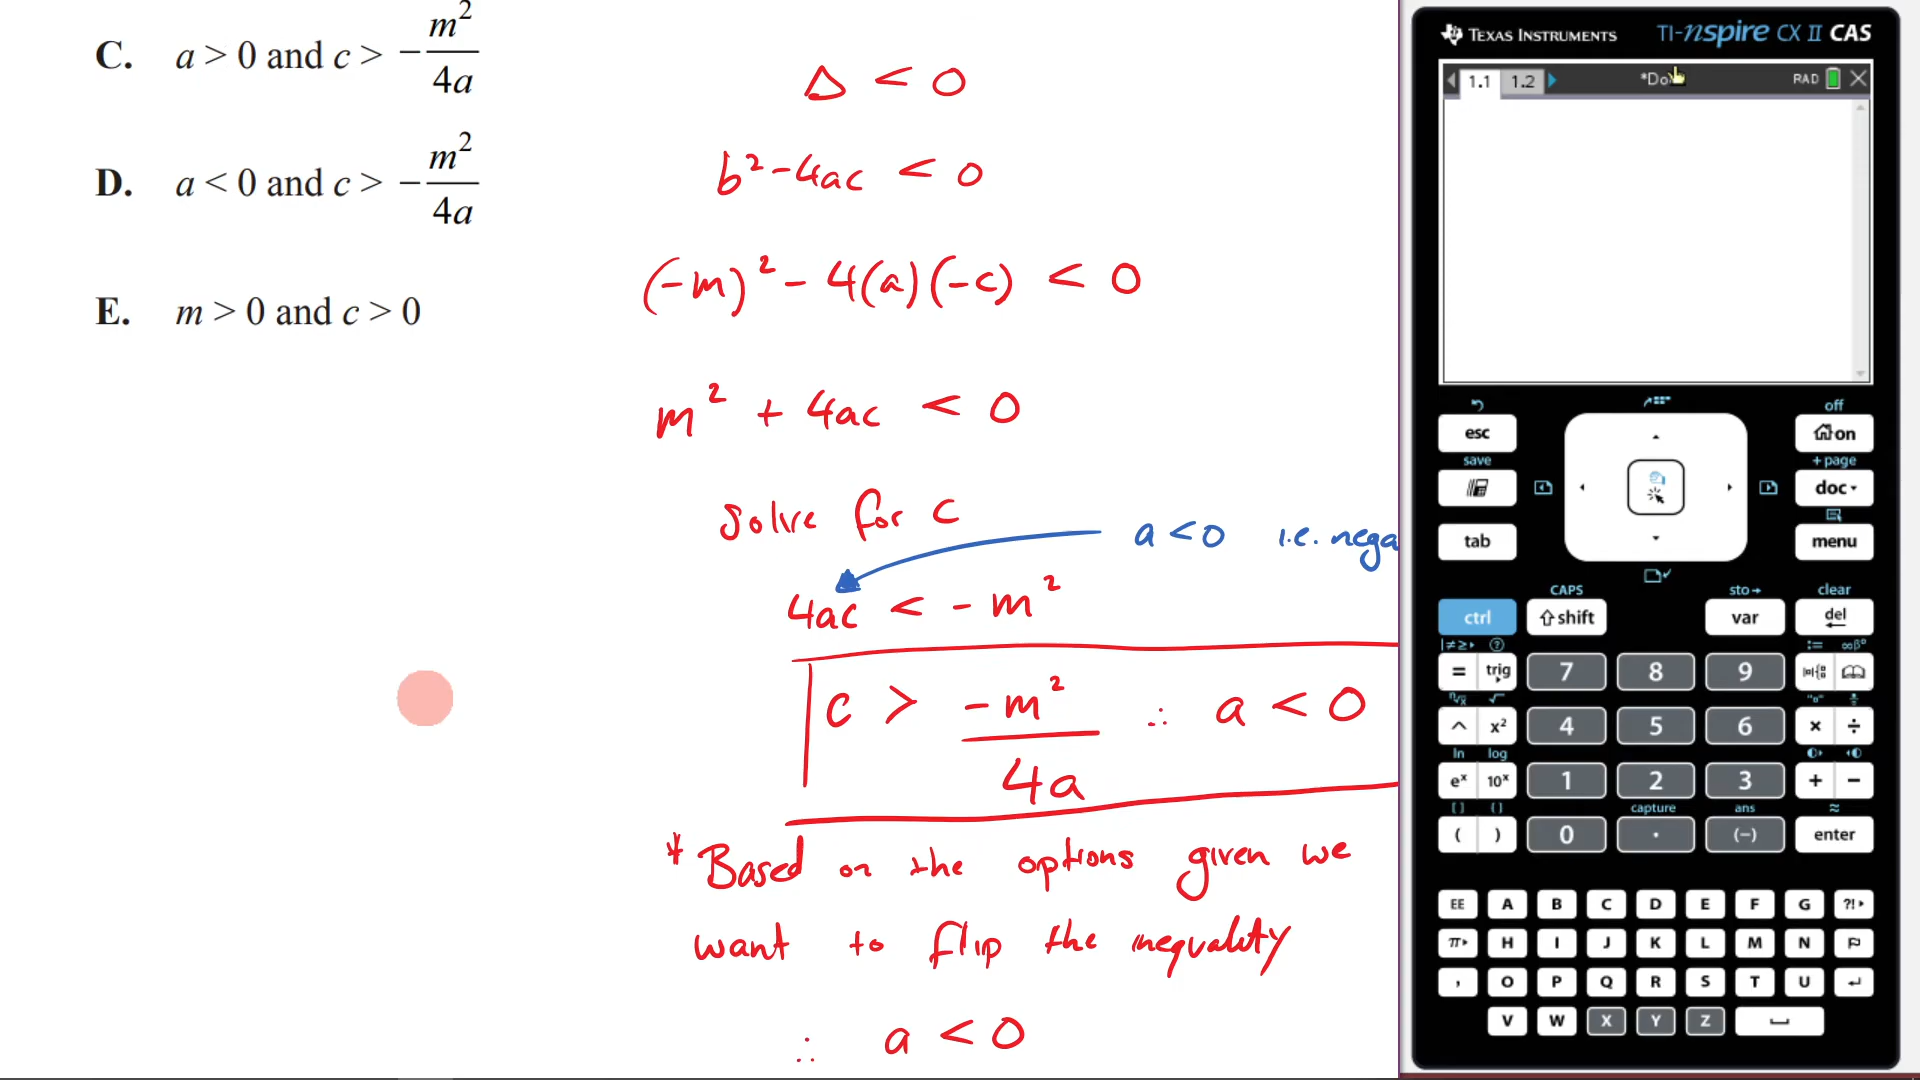 C. a > 0 and c > -m²/4a
D. a < 0 and c > -m²/4a
E. m > 0 and c > 0
Δ < 0
b² - 4ac < 0
(-m)² - 4(a)(-c) < 0
m² + 4ac < 0
Solve for c
a < 0 i.e. nega
4ac < - m²
c > -m²/4a ∴ a < 0
* Based on the options given we
want to flip the inequality
∴ a < 0
TEXAS INSTRUMENTS TI-nspire CX II CAS
1.1 1.2 *Do RAD
off
esc on
save + page
doc
tab menu
CAPS sto→ clear
ctrl shift var del
|≠≥▸ ? := ∞β°
= trig 7 8 9
^ x² 4 5 6 × ÷
ln log
eˣ 10ˣ 1 2 3 + −
[ ] { } capture ans ≈
( ) 0 . (−) enter
EE A B C D E F G ?!▸
π▸ H I J K L M N
, O P Q R S T U
V W X Y Z